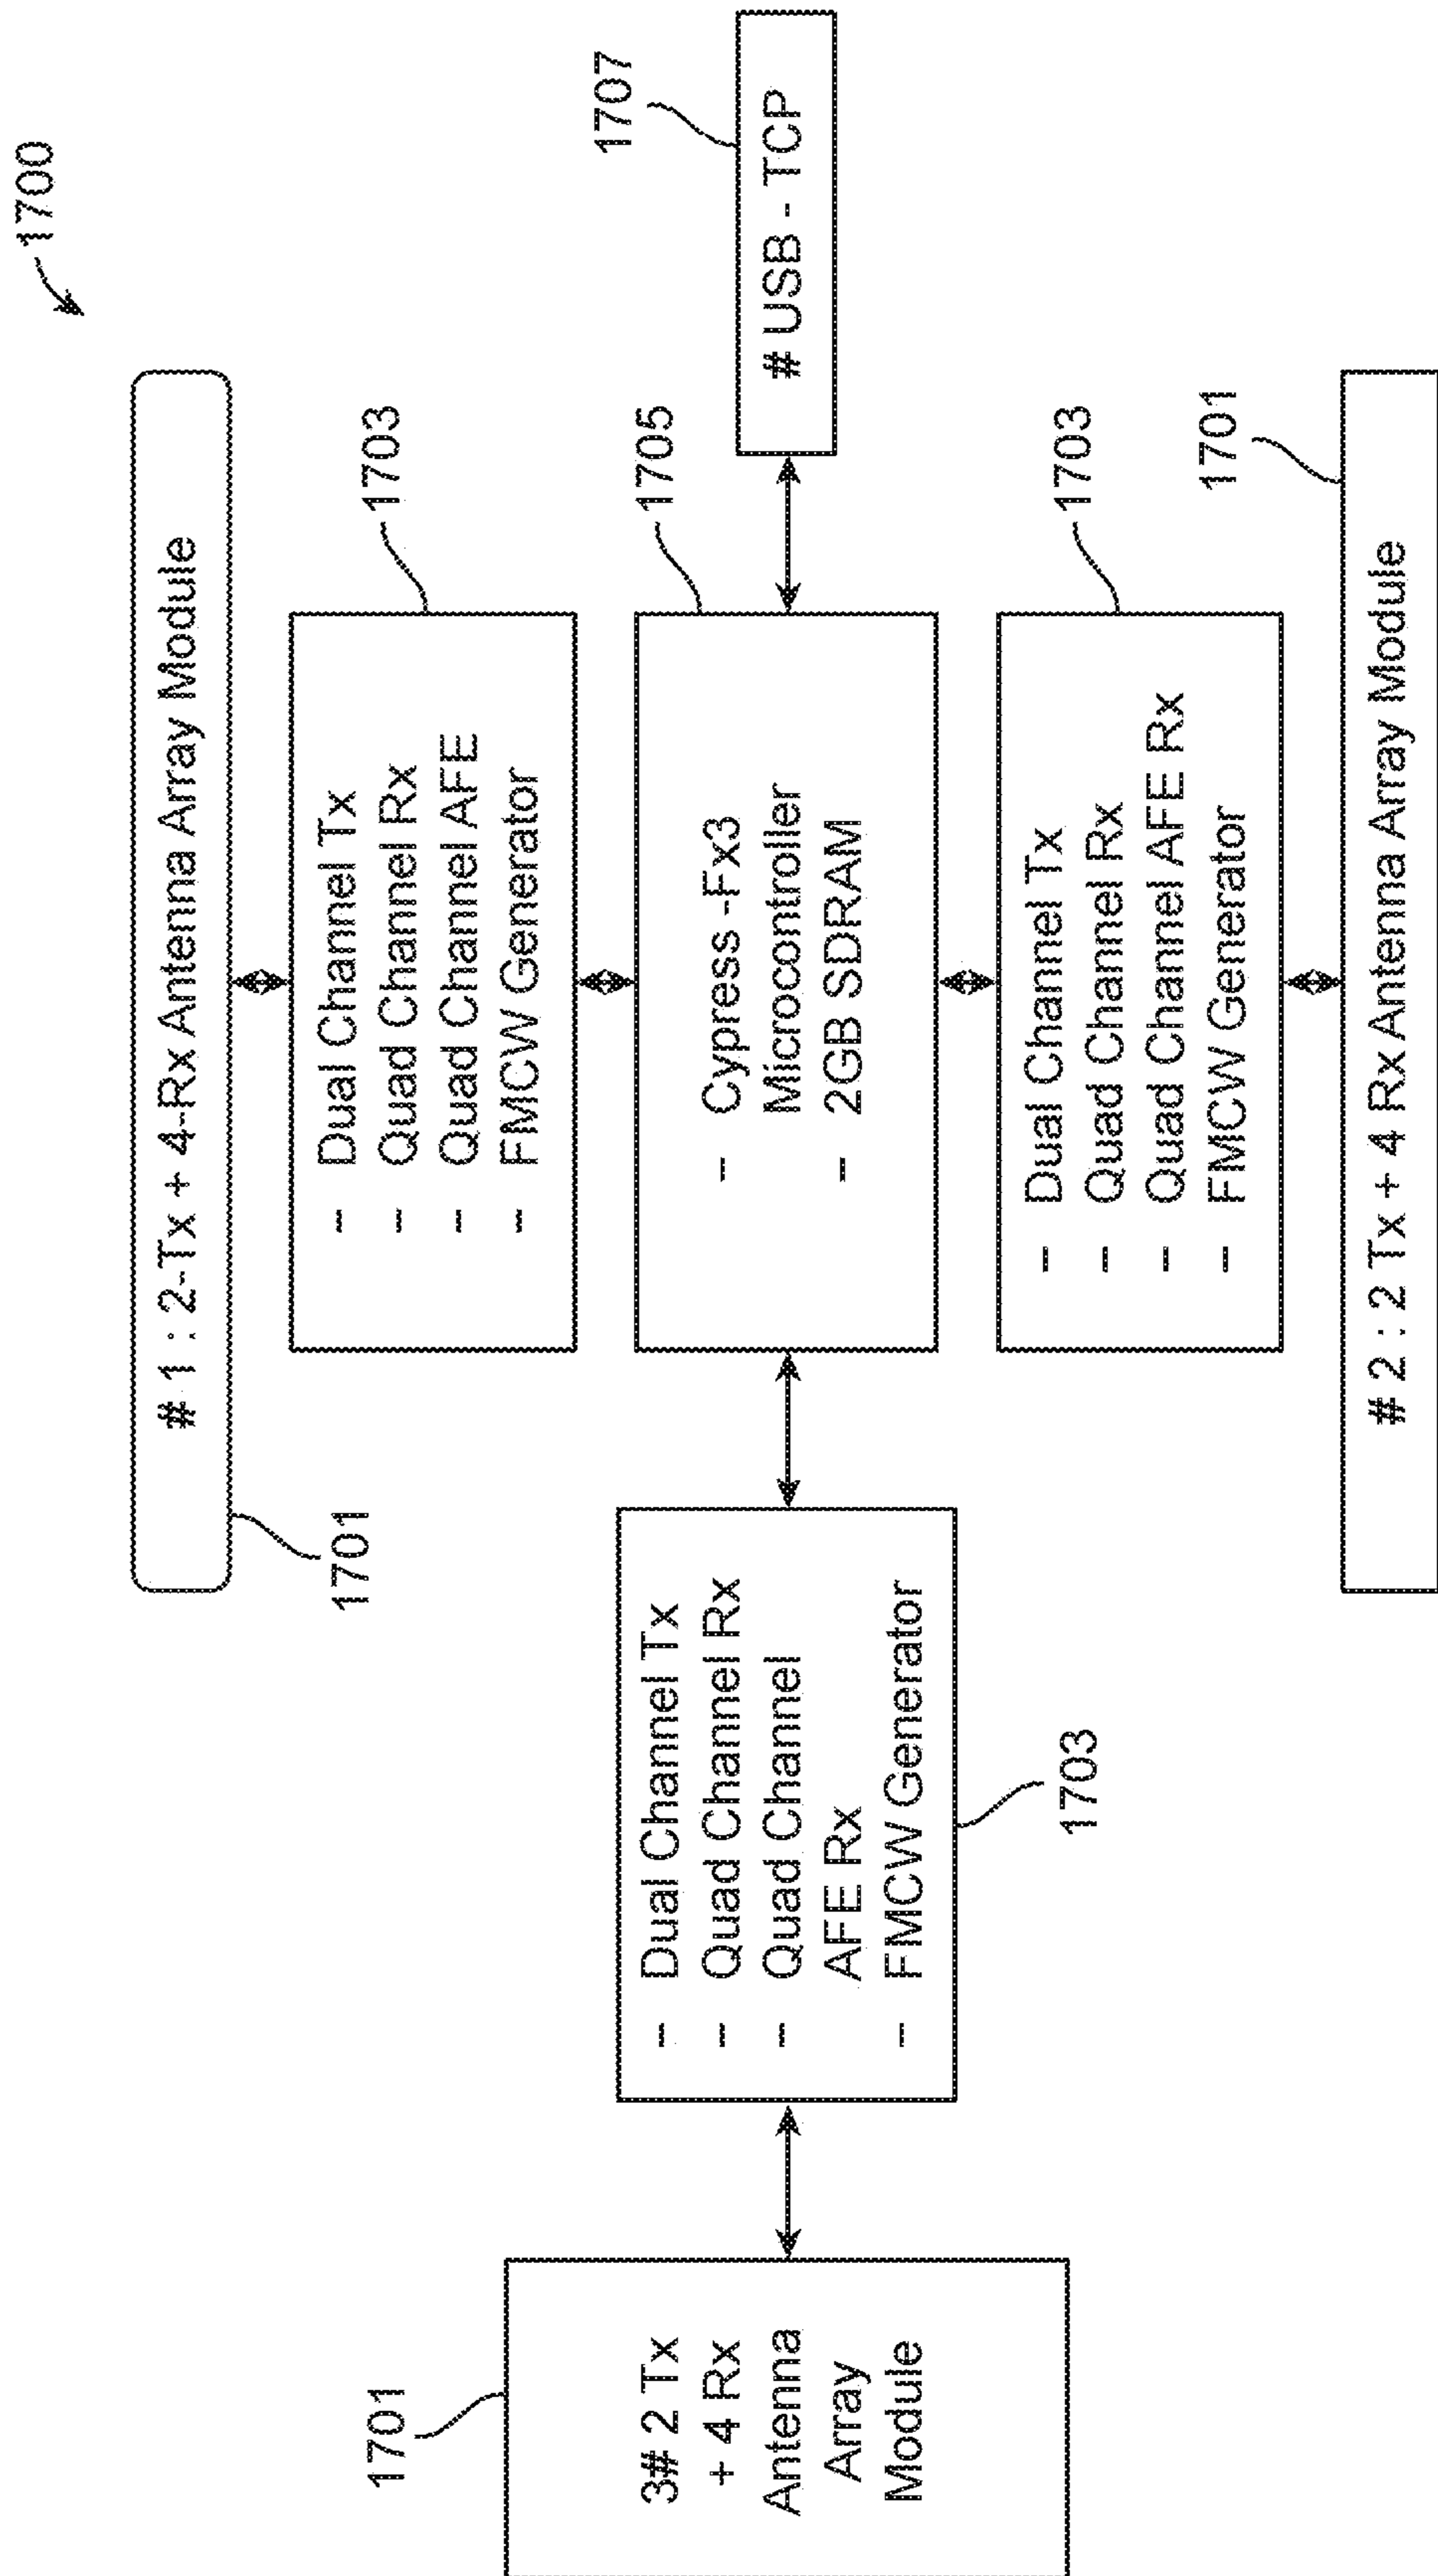 1700
# 1 : 2-Tx + 4-Rx Antenna Array Module
1701
– Dual Channel Tx
– Quad Channel Rx
– Quad Channel AFE
– FMCW Generator
1703
3# 2 Tx
+ 4 Rx
Antenna
Array
Module
1701
– Dual Channel Tx
– Quad Channel Rx
– Quad Channel
AFE Rx
– FMCW Generator
1703
– Cypress -Fx3
Microcontroller
– 2GB SDRAM
1705
# USB - TCP
1707
– Dual Channel Tx
– Quad Channel Rx
– Quad Channel AFE Rx
– FMCW Generator
1703
# 2 : 2 Tx + 4 Rx Antenna Array Module
1701